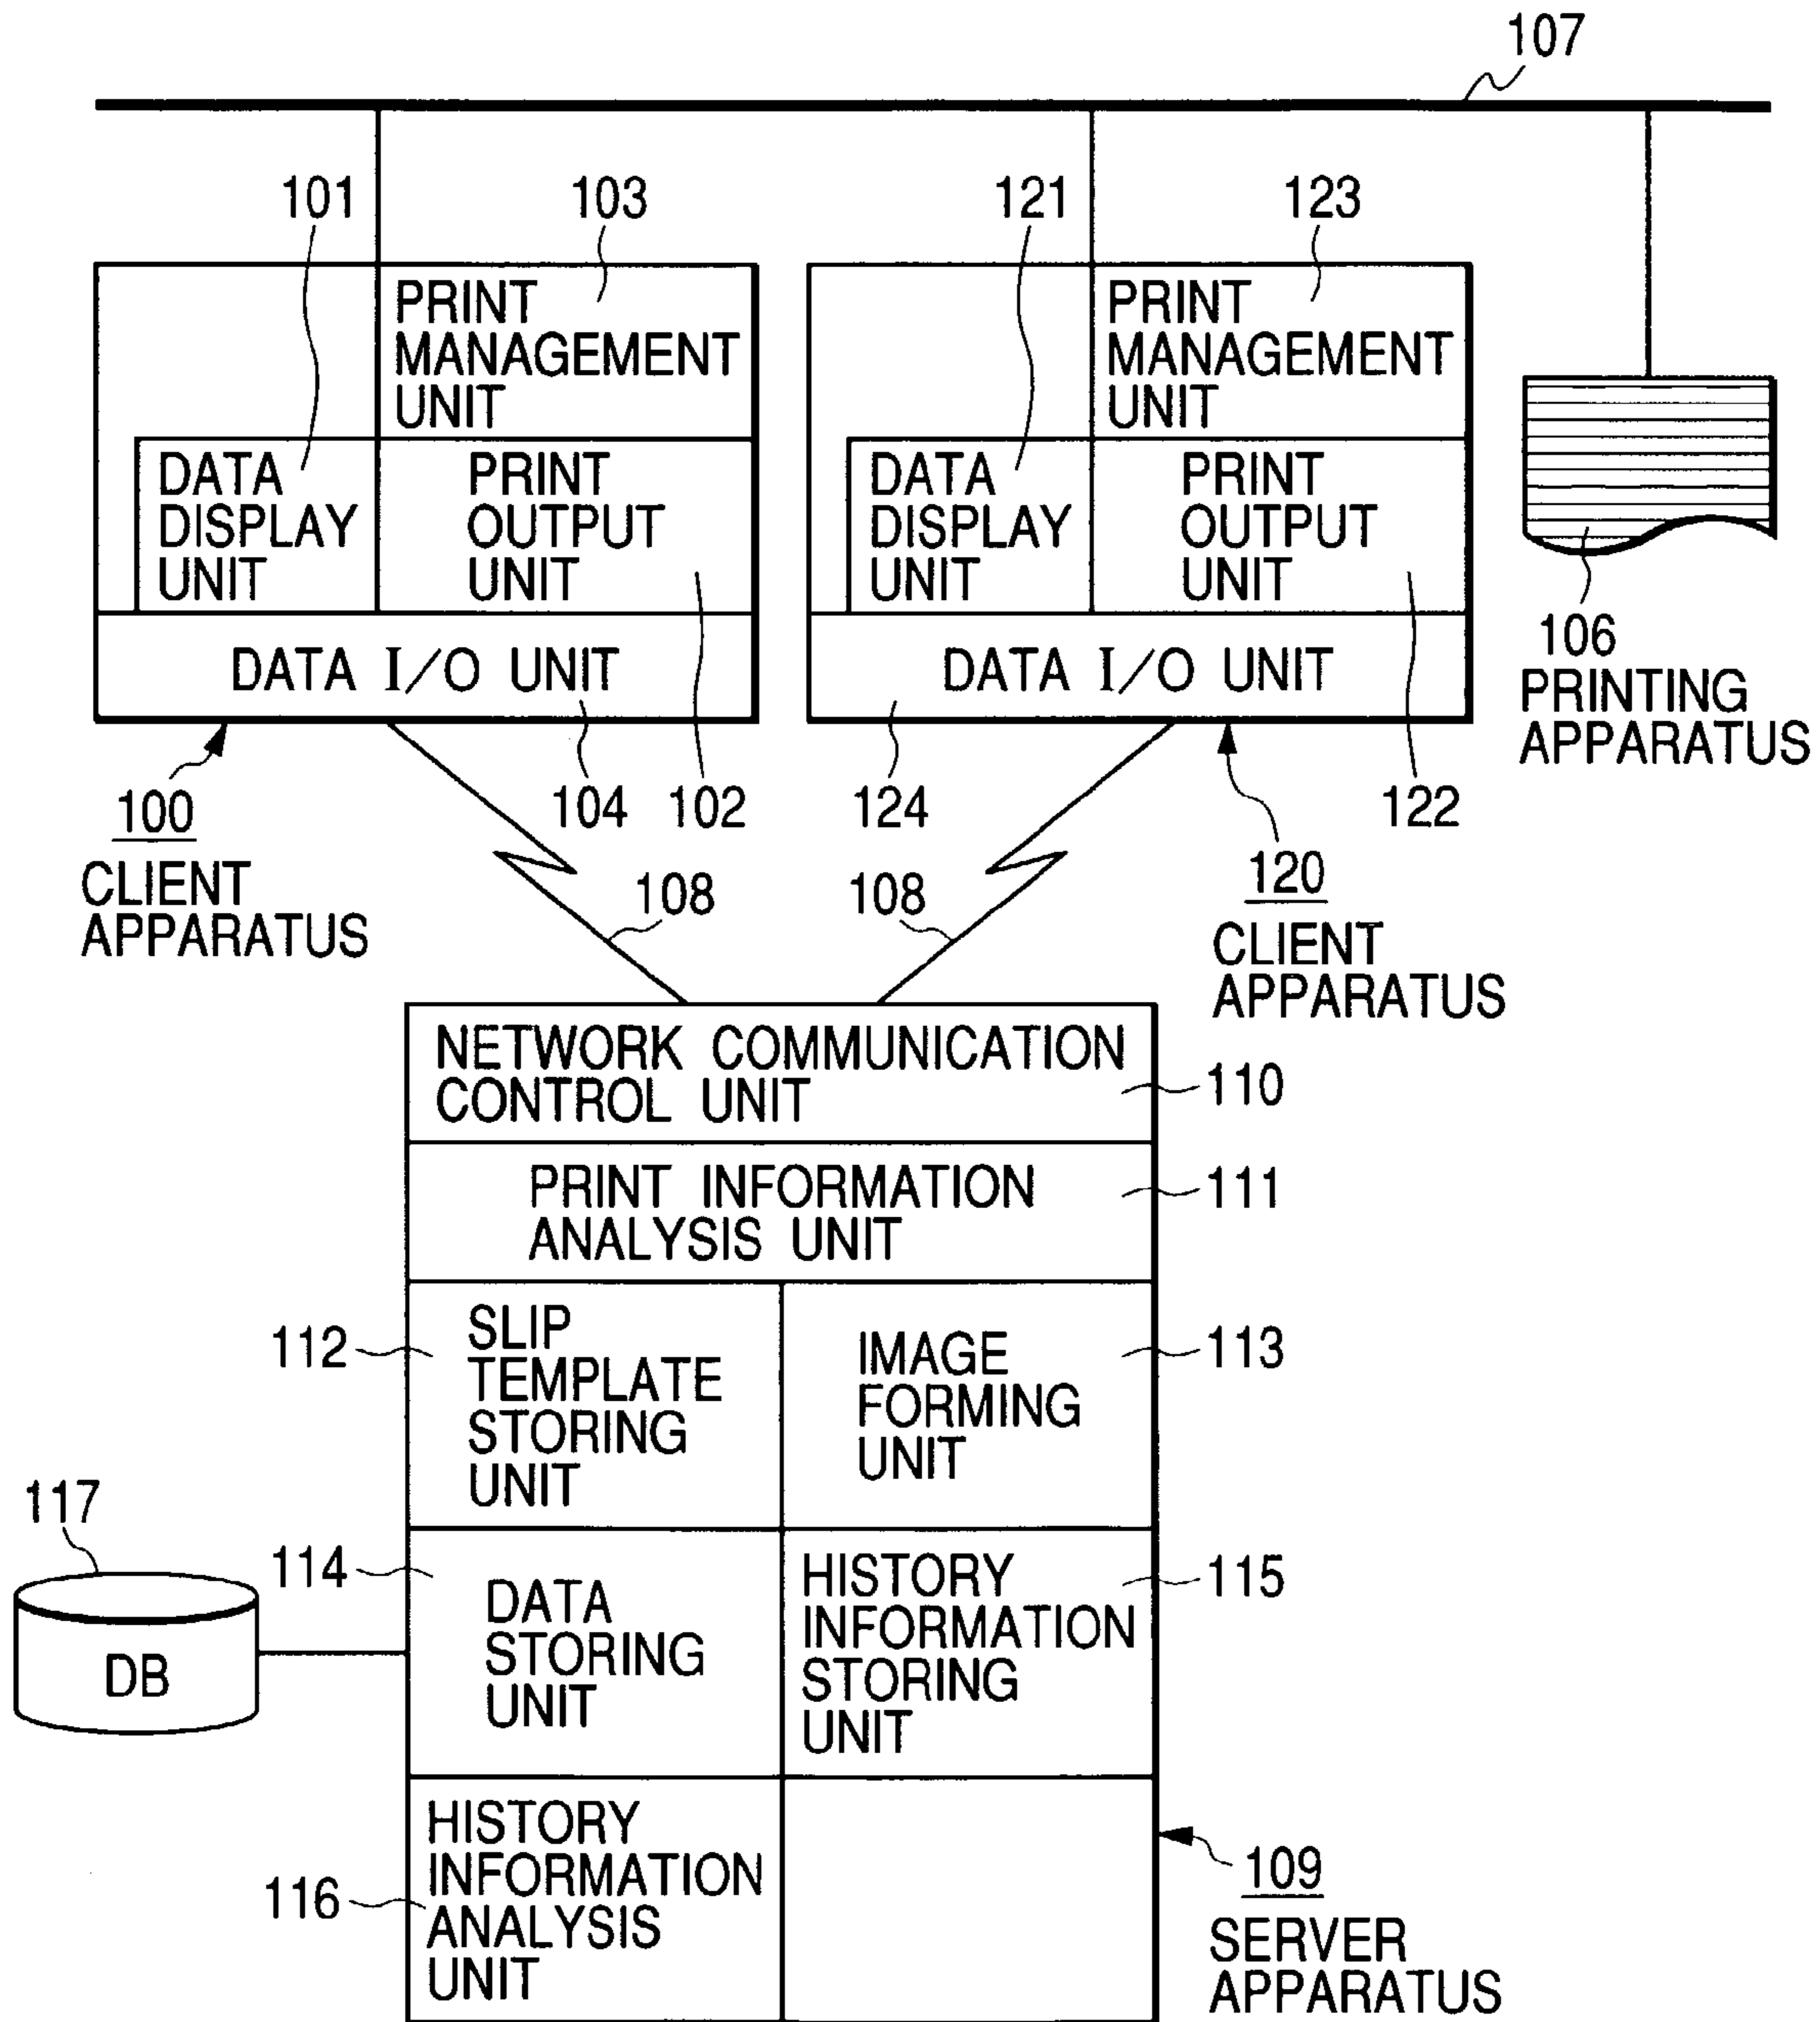 107
101
103
121
123
PRINT
MANAGEMENT
UNIT
PRINT
MANAGEMENT
UNIT
DATA
DISPLAY
UNIT
PRINT
OUTPUT
UNIT
DATA
DISPLAY
UNIT
PRINT
OUTPUT
UNIT
DATA I/O UNIT
DATA I/O UNIT
106
PRINTING
APPARATUS
100
CLIENT
APPARATUS
104
102
124
122
120
CLIENT
APPARATUS
108
108
NETWORK COMMUNICATION
CONTROL UNIT
110
PRINT INFORMATION
ANALYSIS UNIT
111
112
SLIP
TEMPLATE
STORING
UNIT
IMAGE
FORMING
UNIT
113
117
DB
114
DATA
STORING
UNIT
HISTORY
INFORMATION
STORING
UNIT
115
116
HISTORY
INFORMATION
ANALYSIS
UNIT
109
SERVER
APPARATUS